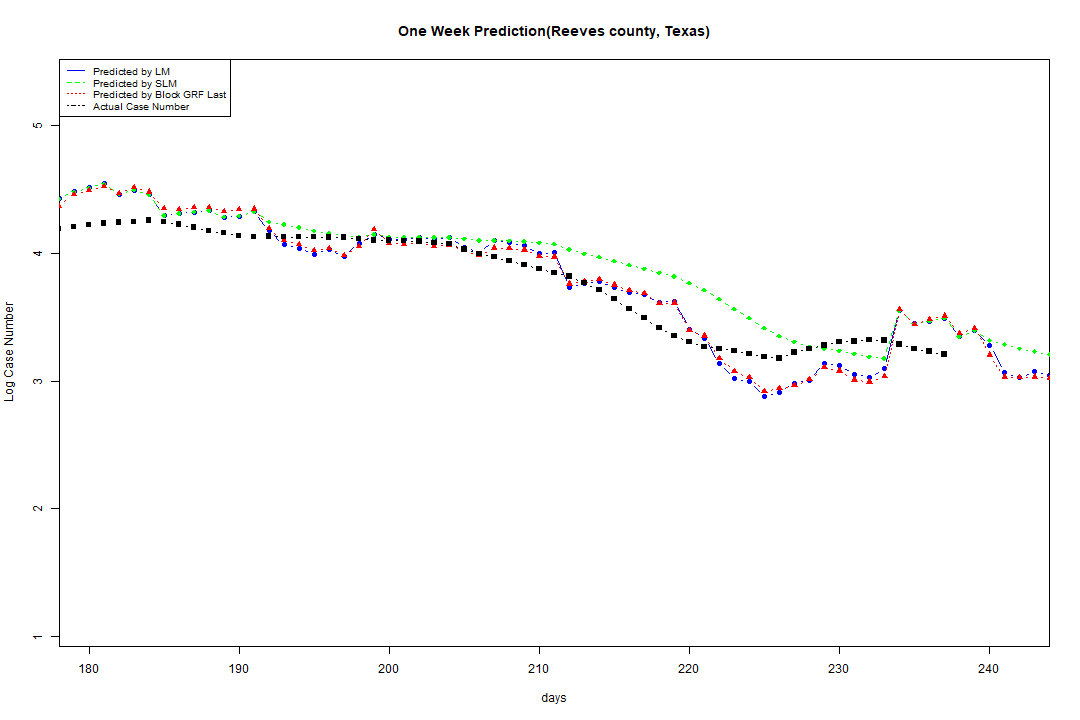 One Week Prediction(Reeves county, Texas)
Predicted by LM
Predicted by SLM
Predicted by Block GRF Last
Actual Case Number
5
4
3
2
1
Log Case Number
180 190 200 210 220 230 240
days